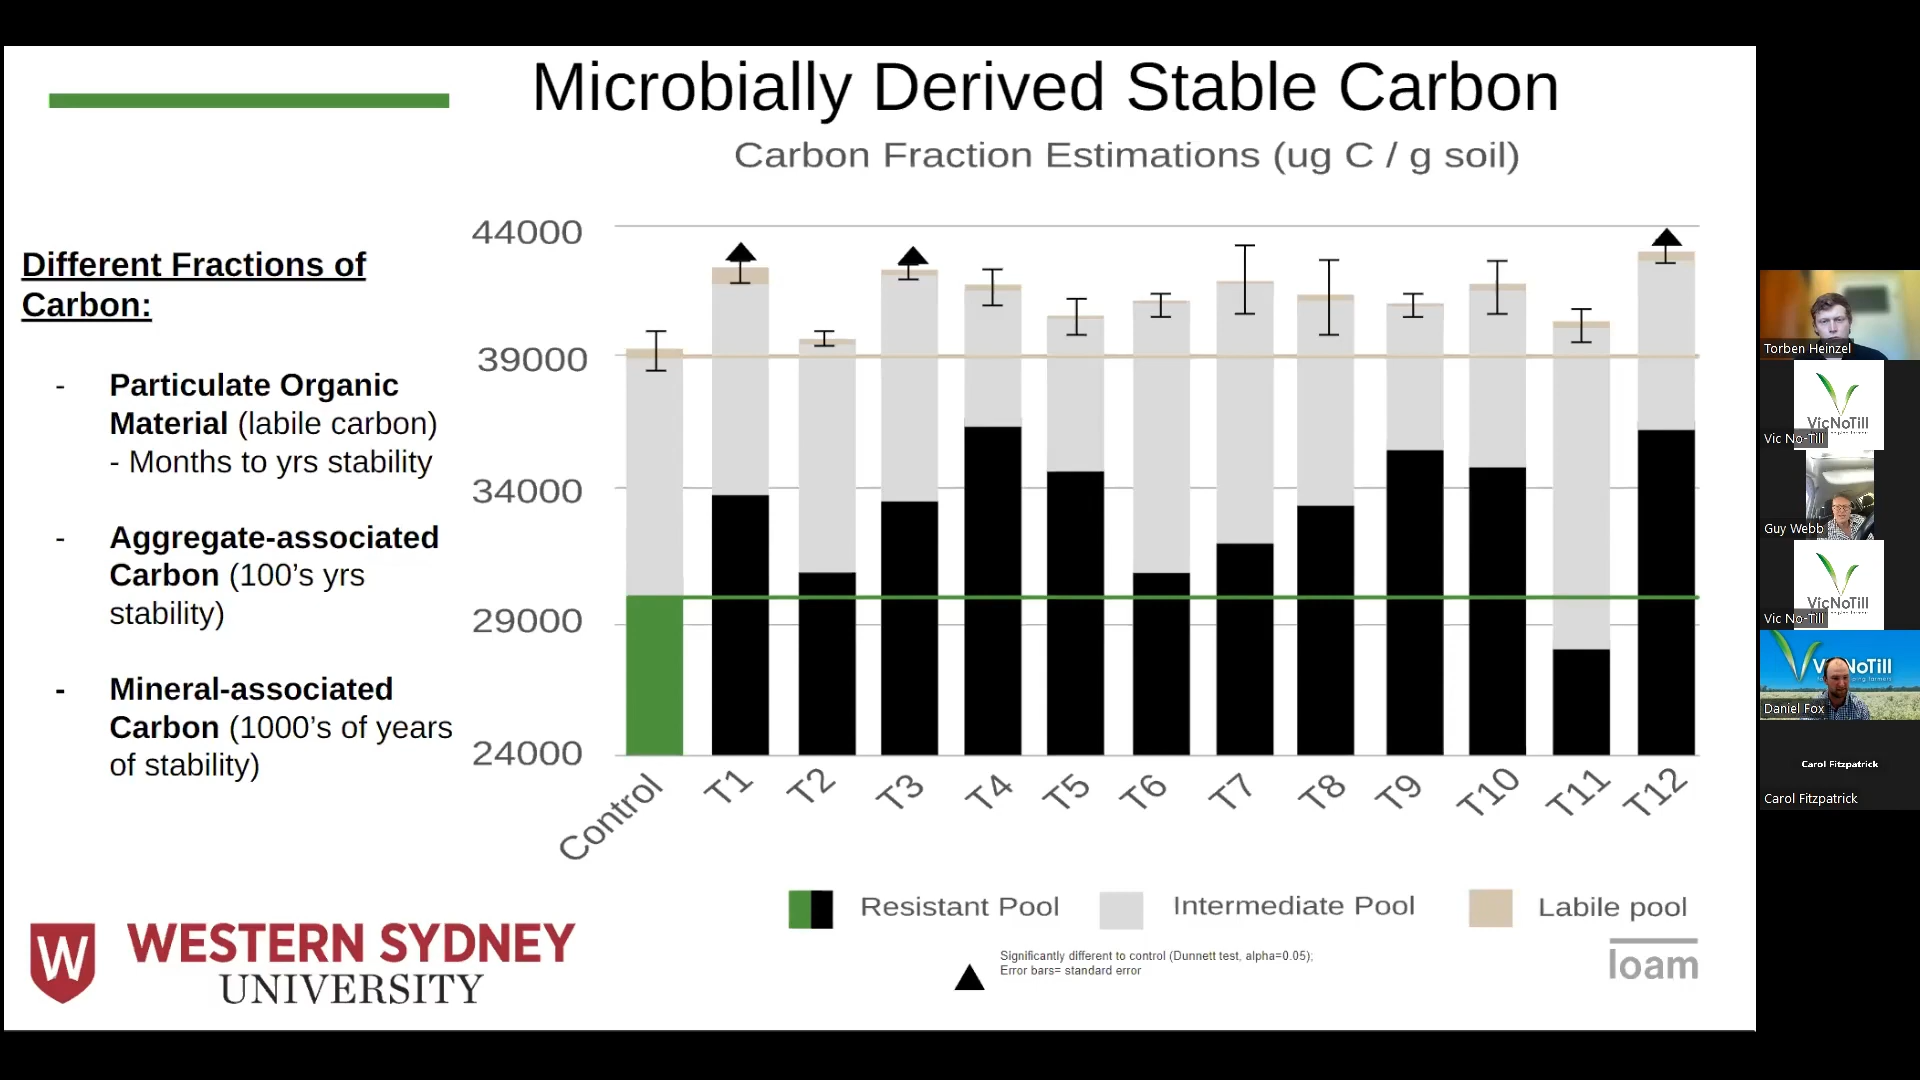 Microbially Derived Stable Carbon
Carbon Fraction Estimations (ug C / g soil)
Different Fractions of
Carbon:
- Particulate Organic
Material (labile carbon)
- Months to yrs stability
- Aggregate-associated
Carbon (100’s yrs
stability)
- Mineral-associated
Carbon (1000’s of years
of stability)
44000
39000
34000
29000
24000
Control
T1
T2
T3
T4
T5
T6
T7
T8
T9
T10
T11
T12
Resistant Pool
Intermediate Pool
Labile pool
Significantly different to control (Dunnett test, alpha=0.05);
Error bars= standard error
W
WESTERN SYDNEY
UNIVERSITY
loam
Torben Heinzel
VicNoTill
Vic No-Till
Guy Webb
VicNoTill
Vic No-Till
Daniel Fox
Carol Fitzpatrick
Carol Fitzpatrick